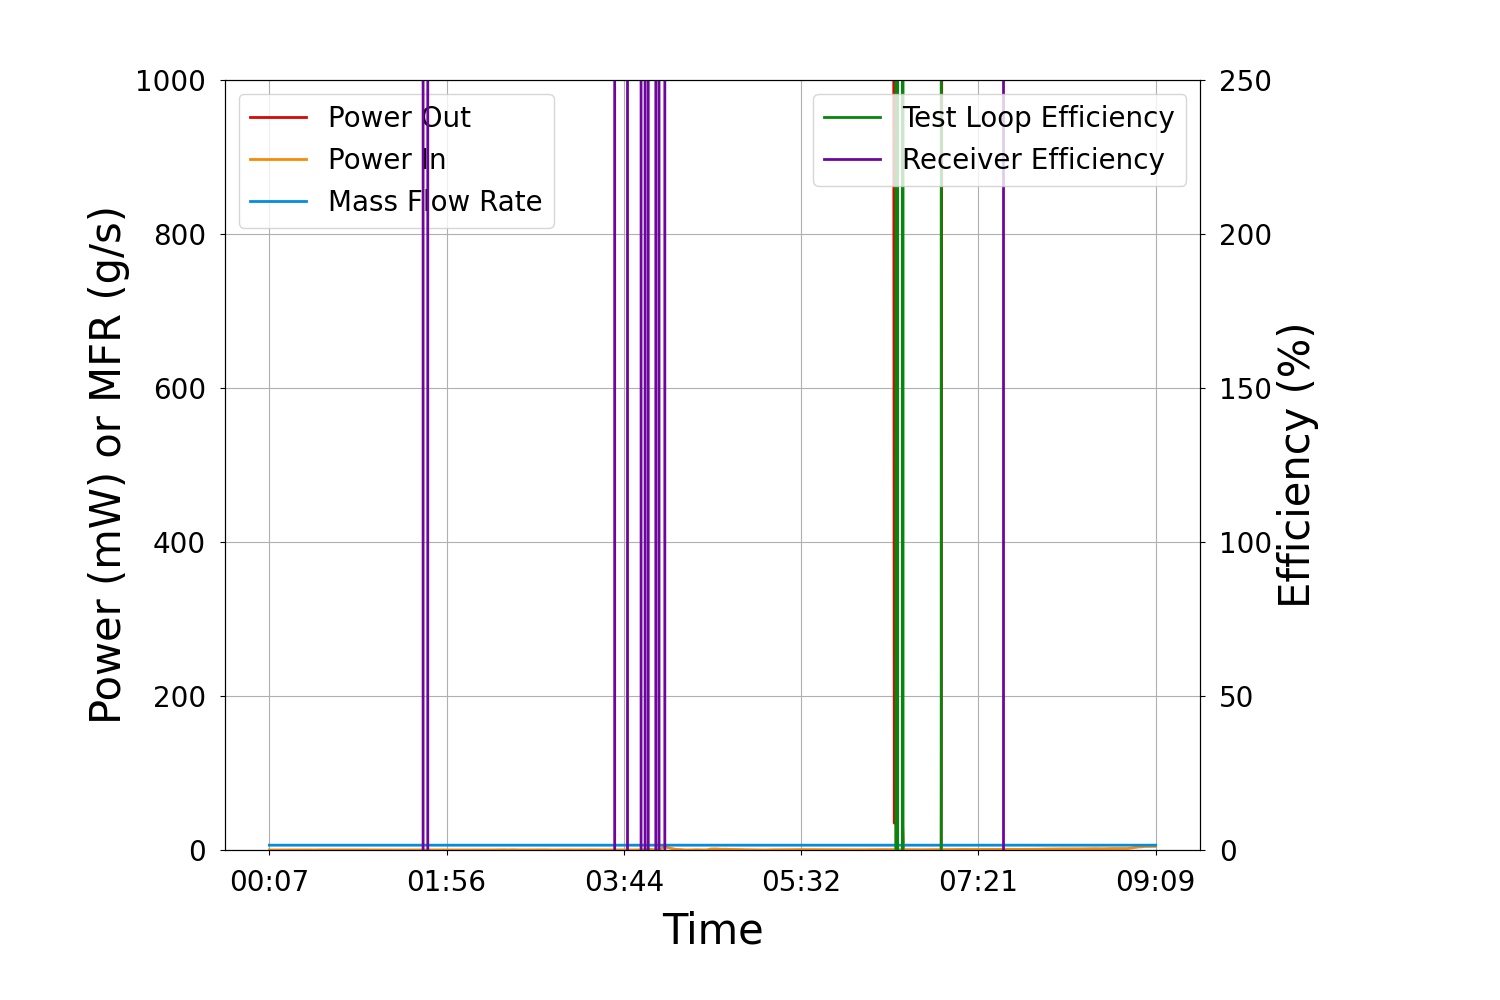 1000
800
600
400
200
0
Power (mW) or MFR (g/s)
Power Out
Power In
Mass Flow Rate
Test Loop Efficiency
Receiver Efficiency
250
200
150
100
50
0
Efficiency (%)
00:07 01:56 03:44 05:32 07:21 09:09
Time